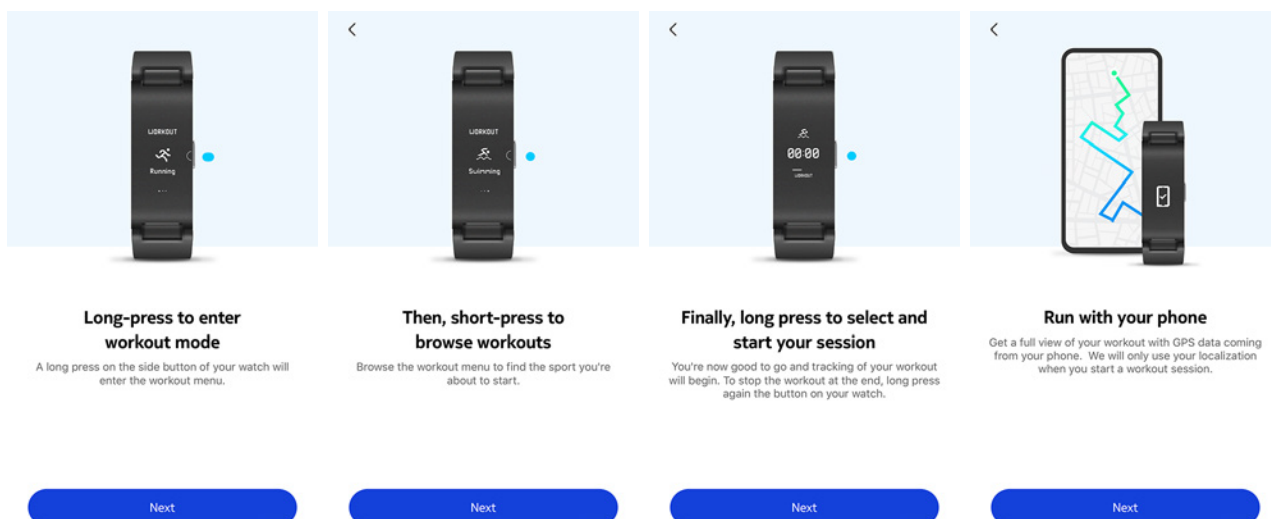 WORKOUT
Running
Long-press to enter
workout mode
A long press on the side button of your watch will
enter the workout menu.
Next
WORKOUT
Swimming
Then, short-press to
browse workouts
Browse the workout menu to find the sport you're
about to start.
Next
00:00
WORKOUT
Finally, long press to select and
start your session
You're now good to go and tracking of your workout
will begin. To stop the workout at the end, long press
again the button on your watch.
Next
Run with your phone
Get a full view of your workout with GPS data coming
from your phone. We will only use your localization
when you start a workout session.
Next